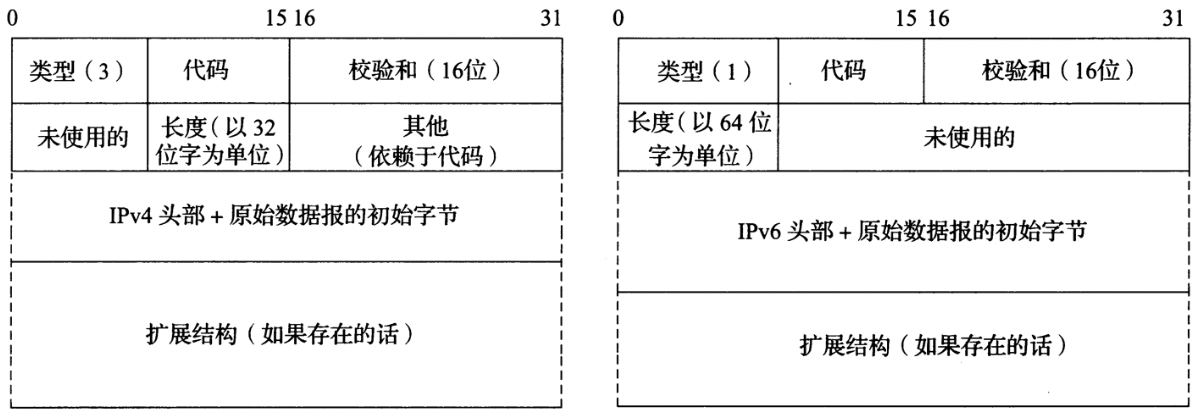 0 15 16 31
类型（3） 代码 校验和（16位）
未使用的 长度（以 32 其他
位字为单位） （依赖于代码）
IPv4 头部 + 原始数据报的初始字节
扩展结构（如果存在的话）
0 15 16 31
类型（1） 代码 校验和（16位）
长度（以 64 位 未使用的
字为单位）
IPv6 头部 + 原始数据报的初始字节
扩展结构（如果存在的话）